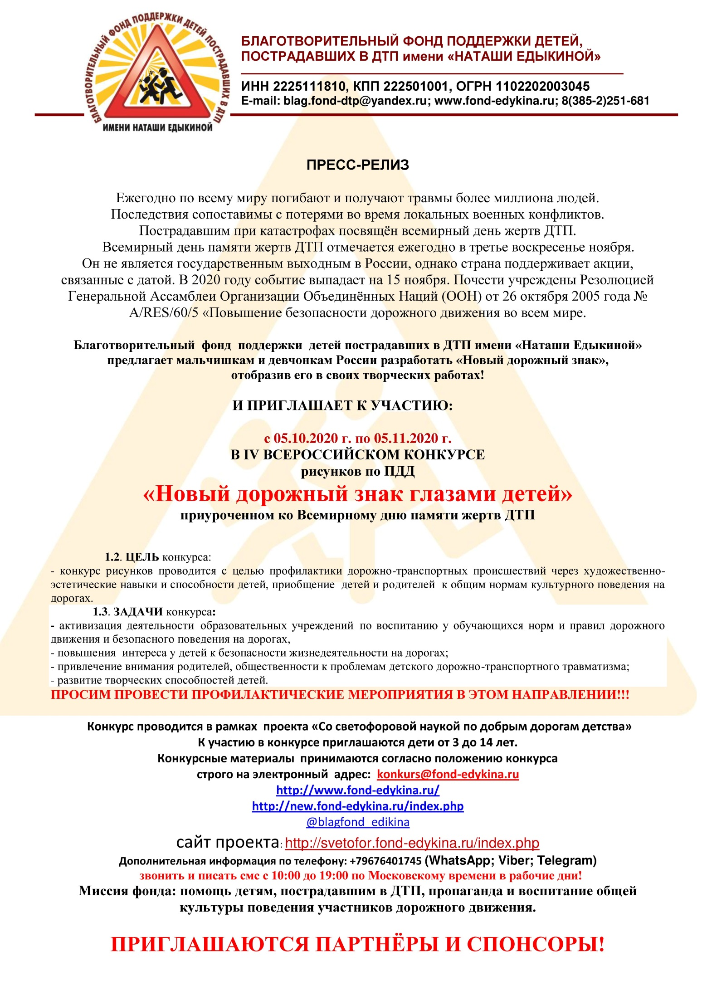 БЛАГОТВОРИТЕЛЬНЫЙ ФОНД ПОДДЕРЖКИ ДЕТЕЙ ПОСТРАДАВШИХ В ДТП
ИМЕНИ НАТАШИ ЕДЫКИНОЙ
БЛАГОТВОРИТЕЛЬНЫЙ ФОНД ПОДДЕРЖКИ ДЕТЕЙ,
ПОСТРАДАВШИХ В ДТП имени «НАТАШИ ЕДЫКИНОЙ»
ИНН 2225111810, КПП 222501001, ОГРН 1102202003045
E-mail: blag.fond-dtp@yandex.ru; www.fond-edykina.ru; 8(385-2)251-681
ПРЕСС-РЕЛИЗ
Ежегодно по всему миру погибают и получают травмы более миллиона людей.
Последствия сопоставимы с потерями во время локальных военных конфликтов.
Пострадавшим при катастрофах посвящён всемирный день жертв ДТП.
Всемирный день памяти жертв ДТП отмечается ежегодно в третье воскресенье ноября.
Он не является государственным выходным в России, однако страна поддерживает акции,
связанные с датой. В 2020 году событие выпадает на 15 ноября. Почести учреждены Резолюцией
Генеральной Ассамблеи Организации Объединённых Наций (ООН) от 26 октября 2005 года №
A/RES/60/5 «Повышение безопасности дорожного движения во всем мире.
Благотворительный фонд поддержки детей пострадавших в ДТП имени «Наташи Едыкиной»
предлагает мальчишкам и девчонкам России разработать «Новый дорожный знак»,
отобразив его в своих творческих работах!
И ПРИГЛАШАЕТ К УЧАСТИЮ:
с 05.10.2020 г. по 05.11.2020 г.
В IV ВСЕРОССИЙСКОМ КОНКУРСЕ
рисунков по ПДД
«Новый дорожный знак глазами детей»
приуроченном ко Всемирному дню памяти жертв ДТП
1.2. ЦЕЛЬ конкурса:
- конкурс рисунков проводится с целью профилактики дорожно-транспортных происшествий через художественно-
эстетические навыки и способности детей, приобщение детей и родителей к общим нормам культурного поведения на
дорогах.
1.3. ЗАДАЧИ конкурса:
- активизация деятельности образовательных учреждений по воспитанию у обучающихся норм и правил дорожного
движения и безопасного поведения на дорогах,
- повышения интереса у детей к безопасности жизнедеятельности на дорогах;
- привлечение внимания родителей, общественности к проблемам детского дорожно-транспортного травматизма;
- развитие творческих способностей детей.
ПРОСИМ ПРОВЕСТИ ПРОФИЛАКТИЧЕСКИЕ МЕРОПРИЯТИЯ В ЭТОМ НАПРАВЛЕНИИ!!!
Конкурс проводится в рамках проекта «Со светофоровой наукой по добрым дорогам детства»
К участию в конкурсе приглашаются дети от 3 до 14 лет.
Конкурсные материалы принимаются согласно положению конкурса
строго на электронный адрес: konkurs@fond-edykina.ru
http://www.fond-edykina.ru/
http://new.fond-edykina.ru/index.php
@blagfond_edikina
сайт проекта: http://svetofor.fond-edykina.ru/index.php
Дополнительная информация по телефону: +79676401745 (WhatsApp; Viber; Telegram)
звонить и писать смс с 10:00 до 19:00 по Московскому времени в рабочие дни!
Миссия фонда: помощь детям, пострадавшим в ДТП, пропаганда и воспитание общей
культуры поведения участников дорожного движения.
ПРИГЛАШАЮТСЯ ПАРТНЁРЫ И СПОНСОРЫ!